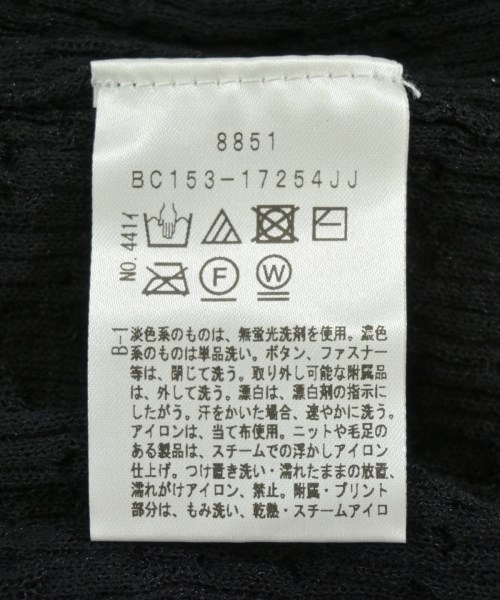 8851
BC153-17254JJ
NO.441イ
F
W
B-1
淡色系のものは、無蛍光洗剤を使用。濃色
系のものは単品洗い。ボタン、ファスナー
等は、閉じて洗う。取り外し可能な附属品
は、外して洗う。漂白は、漂白剤の指示に
したがう。汗をかいた場合、速やかに洗う。
アイロンは、当て布使用。ニットや毛足の
ある製品は、スチームでの浮かしアイロン
仕上げ。つけ置き洗い・濡れたままの放置、
濡れがけアイロン、禁止。附属・プリント
部分は、もみ洗い、乾熱・スチームアイロ